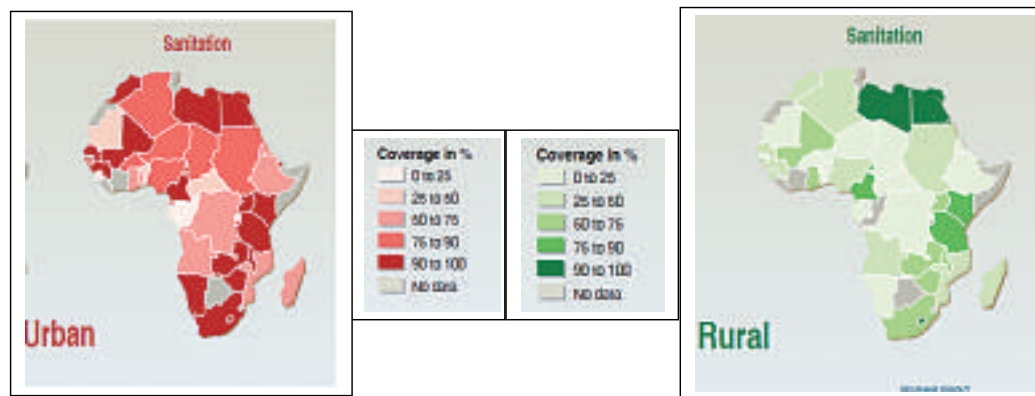 Sanitation
Urban
Coverage in %
0 to 25
25 to 50
50 to 75
75 to 90
90 to 100
No data
Coverage in %
0 to 25
25 to 50
50 to 75
75 to 90
90 to 100
No data
Sanitation
Rural